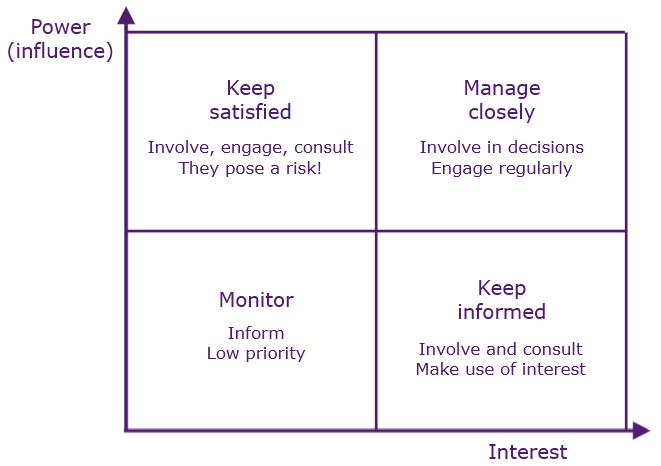 Power
(influence)
Keep
satisfied
Involve, engage, consult
They pose a risk!
Manage
closely
Involve in decisions
Engage regularly
Monitor
Inform
Low priority
Keep
informed
Involve and consult
Make use of interest
Interest